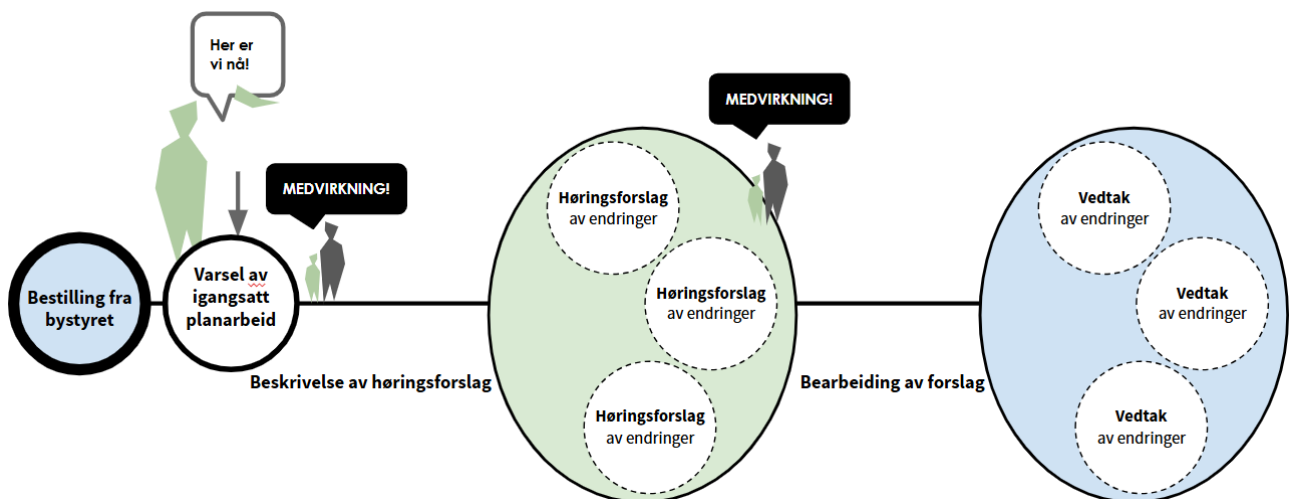 Her er
vi nå!
MEDVIRKNING!
Bestilling fra
bystyret
Varsel av
igangsatt
planarbeid
Beskrivelse av høringsforslag
MEDVIRKNING!
Høringsforslag
av endringer
Høringsforslag
av endringer
Høringsforslag
av endringer
Bearbeiding av forslag
Vedtak
av endringer
Vedtak
av endringer
Vedtak
av endringer